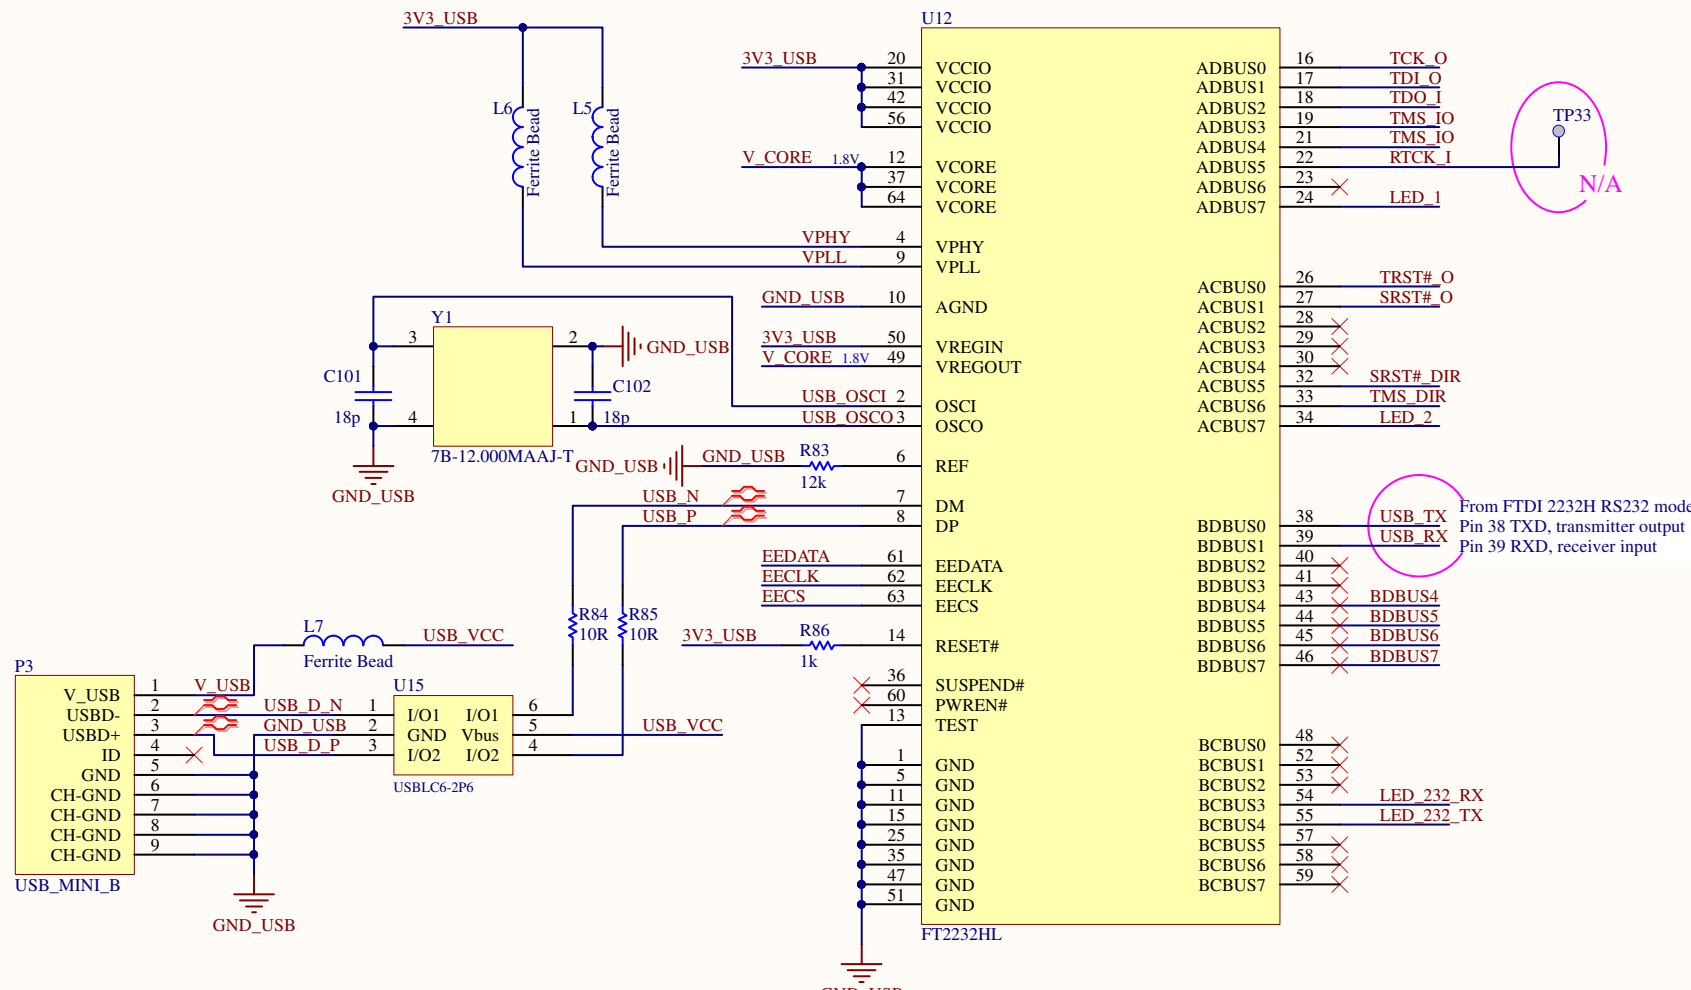 3V3_USB
L6
Ferrite Bead
L5
Ferrite Bead
U12
3V3_USB
20 VCCIO
31 VCCIO
42 VCCIO
56 VCCIO
V_CORE 1.8V
12 VCORE
37 VCORE
64 VCORE
VPHY 4 VPHY
VPLL 9 VPLL
GND_USB 10 AGND
3V3_USB 50 VREGIN
V_CORE 1.8V 49 VREGOUT
USB_OSCI 2 OSCI
USB_OSCO 3 OSCO
Y1
3
2
4
1
GND_USB
C101
18p
C102
18p
7B-12.000MAAJ-T
GND_USB
GND_USB
GND_USB
R83
12k
6 REF
USB_N 7 DM
USB_P 8 DP
EEDATA 61 EEDATA
EECLK 62 EECLK
EECS 63 EECS
3V3_USB
R86
1k
14 RESET#
36 SUSPEND#
60 PWREN#
13 TEST
1 GND
5 GND
11 GND
15 GND
25 GND
35 GND
47 GND
51 GND
GND_USB
FT2232HL
ADBUS0 16 TCK_O
ADBUS1 17 TDI_O
ADBUS2 18 TDO_I
ADBUS3 19 TMS_IO
ADBUS4 21 TMS_IO
ADBUS5 22 RTCK_I
ADBUS6 23
ADBUS7 24 LED_1
TP33
N/A
ACBUS0 26 TRST#_O
ACBUS1 27 SRST#_O
ACBUS2 28
ACBUS3 29
ACBUS4 30
ACBUS5 32 SRST#_DIR
ACBUS6 33 TMS_DIR
ACBUS7 34 LED_2
BDBUS0 38 USB_TX
BDBUS1 39 USB_RX
BDBUS2 40
BDBUS3 41
BDBUS4 43 BDBUS4
BDBUS5 44 BDBUS5
BDBUS6 45 BDBUS6
BDBUS7 46 BDBUS7
From FTDI 2232H RS232 mode
Pin 38 TXD, transmitter output
Pin 39 RXD, receiver input
BCBUS0 48
BCBUS1 52
BCBUS2 53
BCBUS3 54 LED_232_RX
BCBUS4 55 LED_232_TX
BCBUS5 57
BCBUS6 58
BCBUS7 59
R84
10R
R85
10R
L7
Ferrite Bead
USB_VCC
P3
V_USB 1 V_USB
USBD- 2
USBD+ 3
ID 4
GND 5
CH-GND 6
CH-GND 7
CH-GND 8
CH-GND 9
USB_MINI_B
GND_USB
U15
USB_D_N 1 I/O1 I/O1 6
GND_USB 2 GND Vbus 5 USB_VCC
USB_D_P 3 I/O2 I/O2 4
USBLC6-2P6